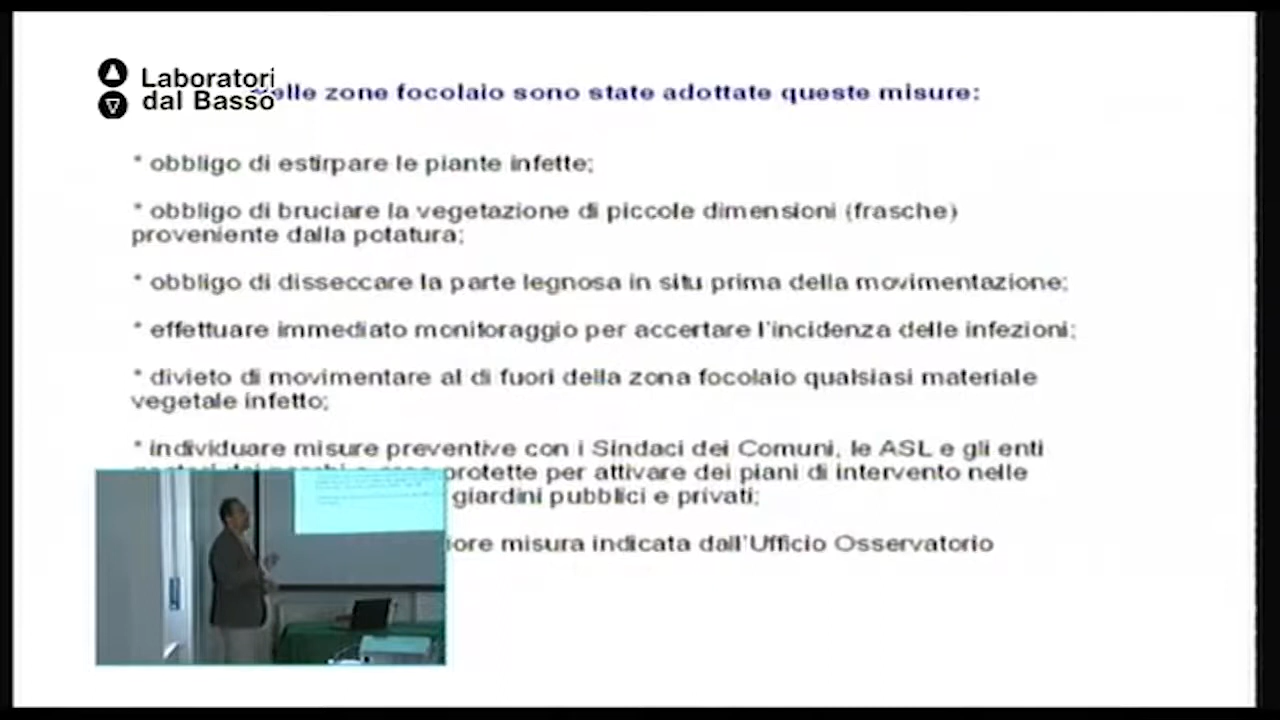 Laboratori
dal Basso
elle zone focolaio sono state adottate queste misure:
* obbligo di estirpare le piante infette;
* obbligo di bruciare la vegetazione di piccole dimensioni (frasche)
proveniente dalla potatura;
* obbligo di disseccare la parte legnosa in situ prima della movimentazione;
* effettuare immediato monitoraggio per accertare l'incidenza delle infezioni;
* divieto di movimentare al di fuori della zona focolaio qualsiasi materiale
vegetale infetto;
* individuare misure preventive con i Sindaci dei Comuni, le ASL e gli enti
protette per attivare dei piani di intervento nelle
giardini pubblici e privati;
iore misura indicata dall'Ufficio Osservatorio